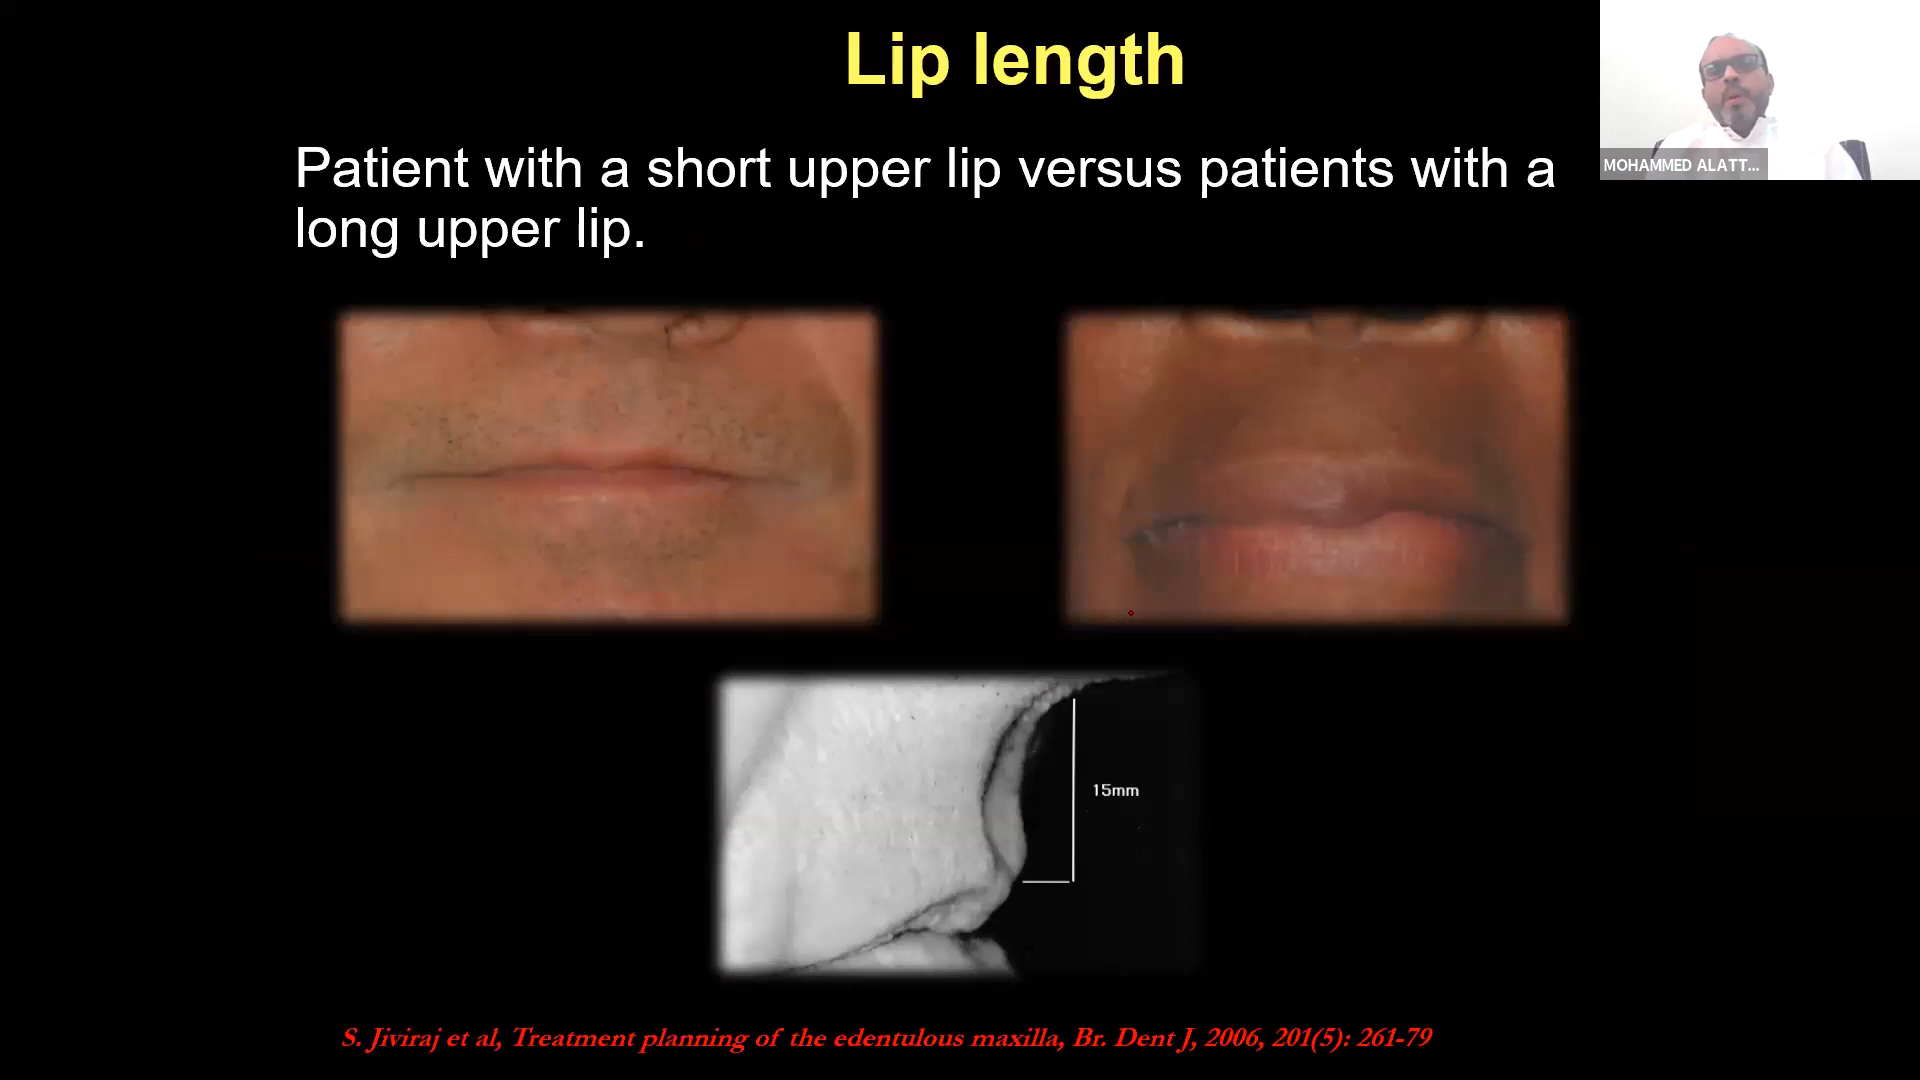 Lip length
MOHAMMED ALATT...
Patient with a short upper lip versus patients with a
long upper lip.
15mm
S. Jiviraj et al, Treatment planning of the edentulous maxilla, Br. Dent J, 2006, 201(5): 261-79